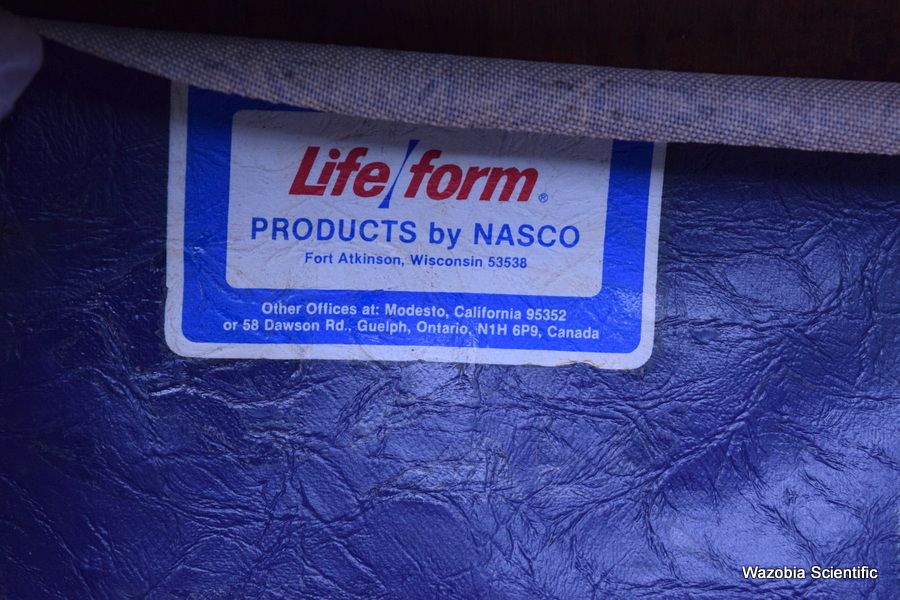 Life/form®
PRODUCTS by NASCO
Fort Atkinson, Wisconsin 53538
Other Offices at: Modesto, California 95352
or 58 Dawson Rd., Guelph, Ontario, N1H 6P9, Canada
Wazobia Scientific